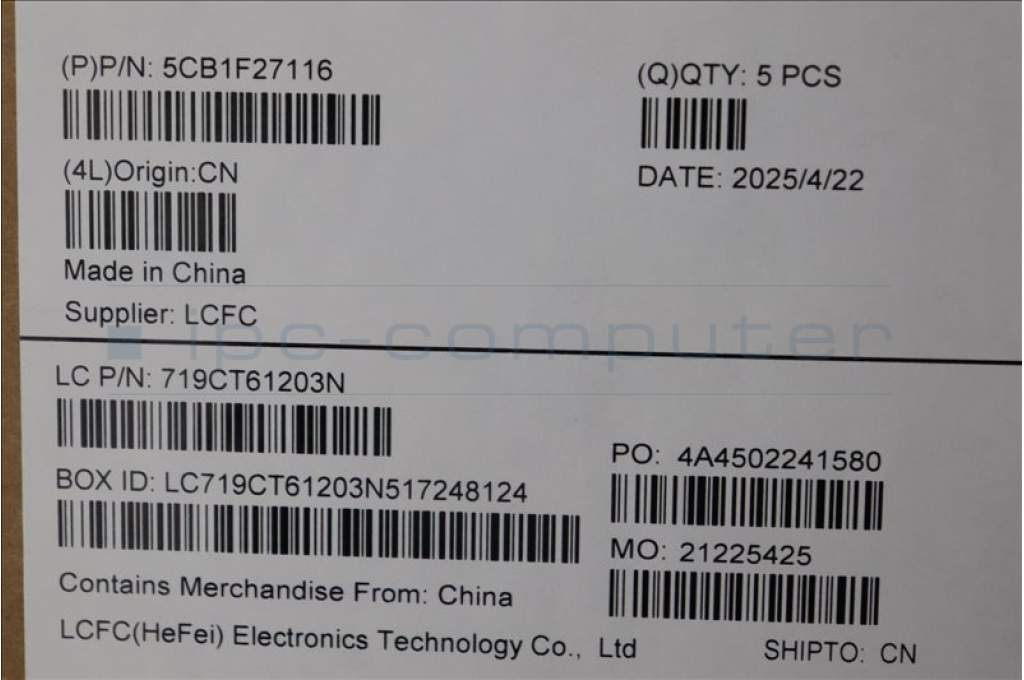 (P)P/N: 5CB1F27116
(Q)QTY: 5 PCS
(4L)Origin:CN
DATE: 2025/4/22
Made in China
Supplier: LCFC
ipc-computer
LC P/N: 719CT61203N
PO: 4A4502241580
BOX ID: LC719CT61203N517248124
MO: 21225425
Contains Merchandise From: China
LCFC(HeFei) Electronics Technology Co., Ltd
SHIPTO: CN